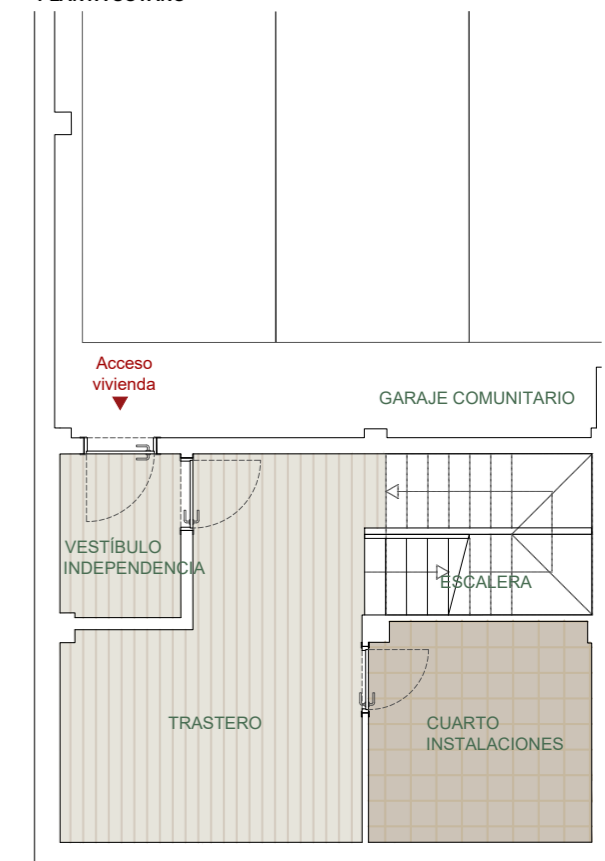 Acceso
vivienda
GARAJE COMUNITARIO
VESTÍBULO
INDEPENDENCIA
ESCALERA
TRASTERO
CUARTO
INSTALACIONES